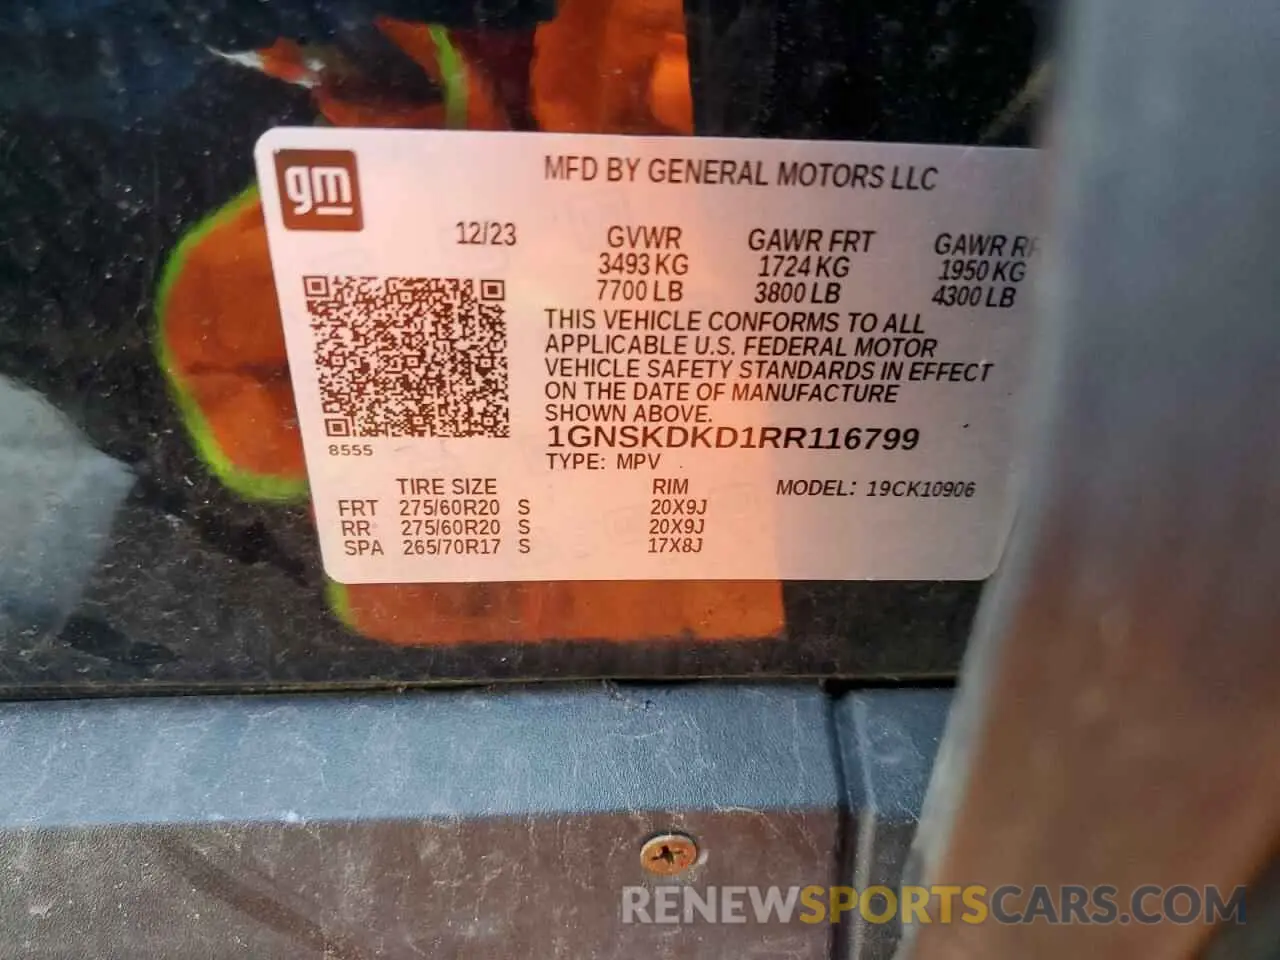 gm
MFD BY GENERAL MOTORS LLC
12/23 GVWR GAWR FRT GAWR
3493 KG 1724 KG 1950 KG
7700 LB 3800 LB 4300 LB
THIS VEHICLE CONFORMS TO ALL
APPLICABLE U.S. FEDERAL MOTOR
VEHICLE SAFETY STANDARDS IN EFFECT
ON THE DATE OF MANUFACTURE
SHOWN ABOVE.
1GNSKDKD1RR116799
8555
TYPE: MPV
TIRE SIZE RIM MODEL: 19CK10906
FRT 275/60R20 S 20X9J
RR 275/60R20 S 20X9J
SPA 265/70R17 S 17X8J
RENEWSPORTSCARS.COM